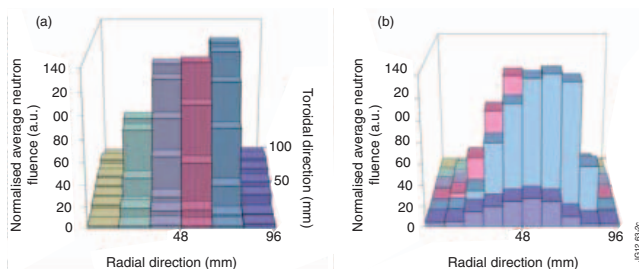 (a)
Normalised average neutron
fluence (a.u.)
140
20
00
80
60
40
20
0
100
50
Toroidal direction (mm)
48
96
Radial direction (mm)
(b)
Normalised average neutron
fluence (a.u.)
140
20
00
80
60
40
20
0
48
96
Radial direction (mm)